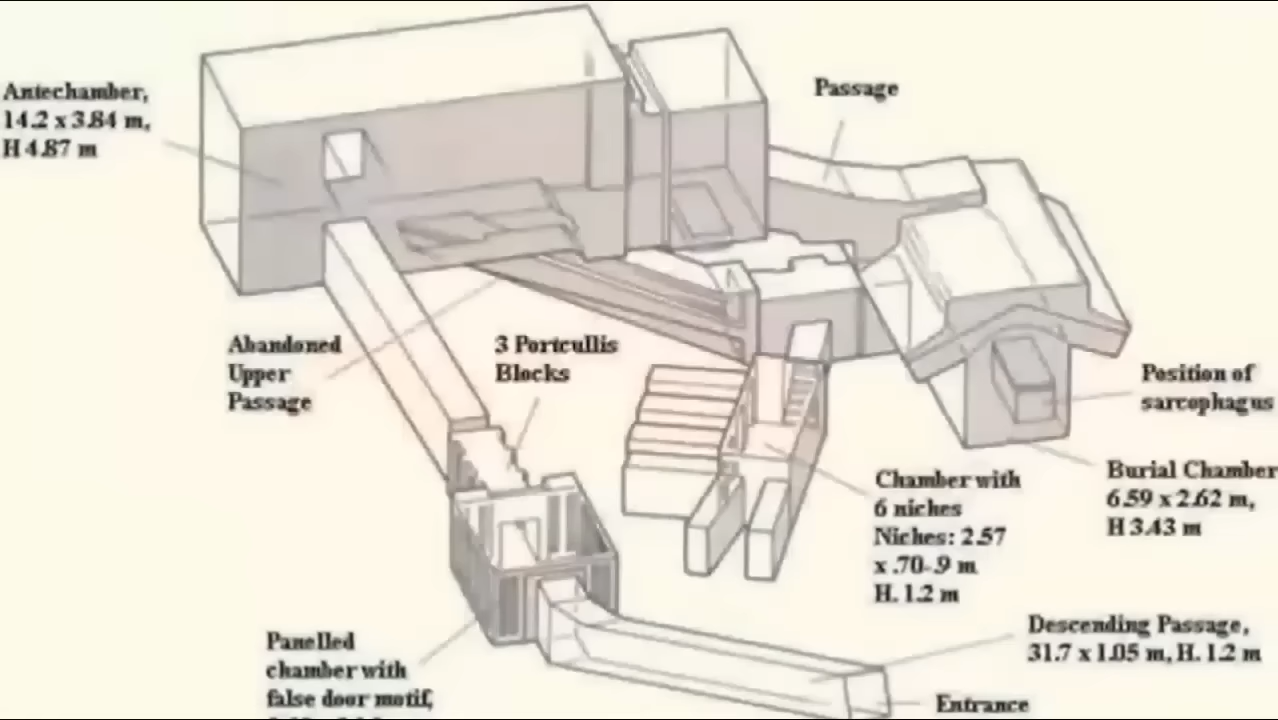 Antechamber,
14.2 x 3.84 m,
H 4.87 m
Passage
Abandoned
Upper
Passage
3 Portcullis
Blocks
Position of
sarcophagus
Burial Chamber
6.59 x 2.62 m,
H 3.43 m
Chamber with
6 niches
Niches: 2.57
x .70-.9 m
H. 1.2 m
Descending Passage,
31.7 x 1.05 m, H. 1.2 m
Entrance
Panelled
chamber with
false door motif,